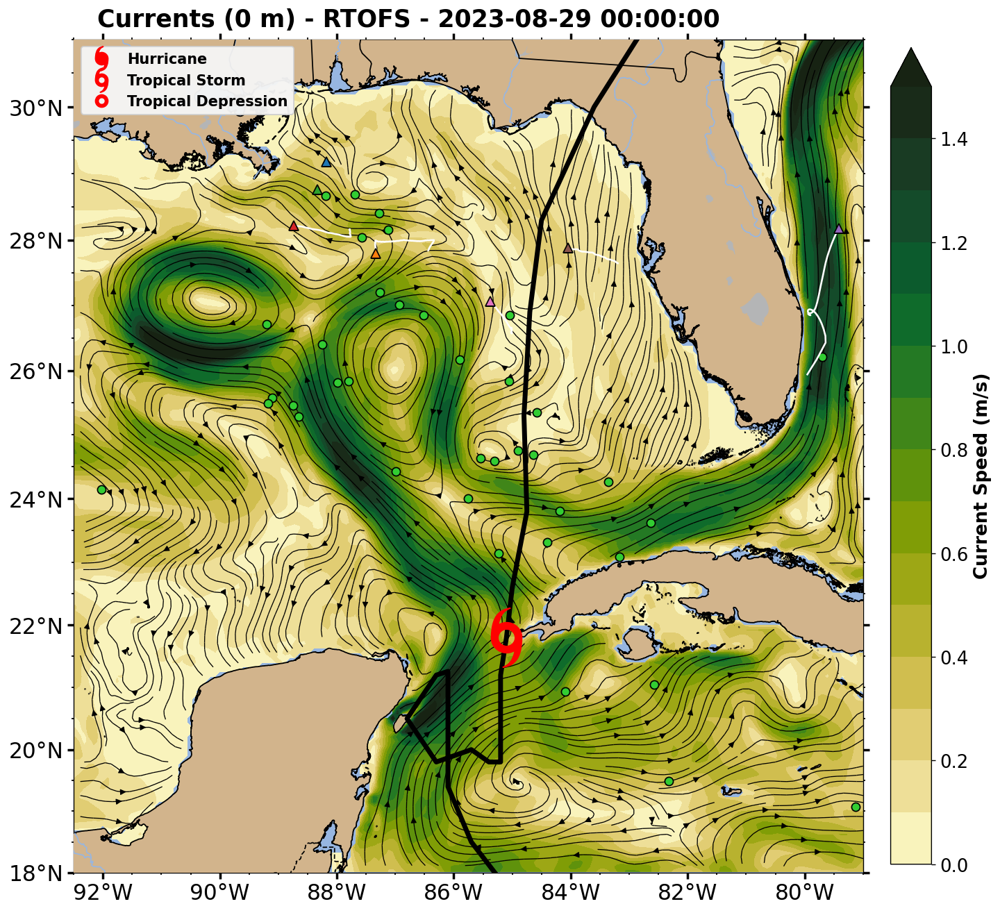 Currents (0 m) - RTOFS - 2023-08-29 00:00:00
Hurricane
Tropical Storm
Tropical Depression
30°N
28°N
26°N
24°N
22°N
20°N
18°N
92°W 90°W 88°W 86°W 84°W 82°W 80°W
1.4
1.2
1.0
0.8
0.6
0.4
0.2
0.0
Current Speed (m/s)